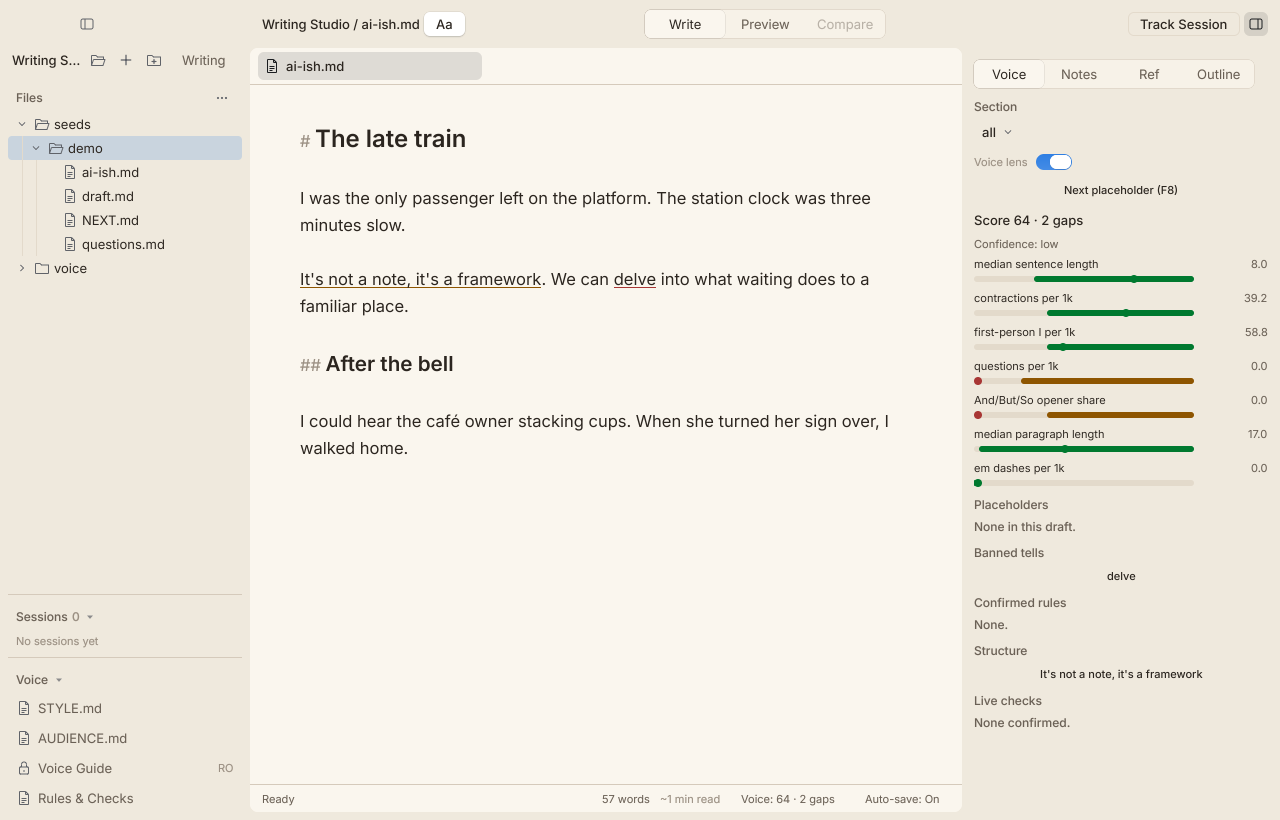 Writing Studio / ai-ish.md
Aa
Write
Preview
Compare
Track Session
Writing S...
Writing
Files
seeds
demo
ai-ish.md
draft.md
NEXT.md
questions.md
voice
Sessions 0
No sessions yet
Voice
STYLE.md
AUDIENCE.md
Voice Guide RO
Rules & Checks
ai-ish.md
# The late train
I was the only passenger left on the platform. The station clock was three
minutes slow.
It's not a note, it's a framework. We can delve into what waiting does to a
familiar place.
## After the bell
I could hear the café owner stacking cups. When she turned her sign over, I
walked home.
Ready
57 words
~1 min read
Voice: 64 · 2 gaps
Auto-save: On
Voice
Notes
Ref
Outline
Section
all
Voice lens
Next placeholder (F8)
Score 64 · 2 gaps
Confidence: low
median sentence length 8.0
contractions per 1k 39.2
first-person I per 1k 58.8
questions per 1k 0.0
And/But/So opener share 0.0
median paragraph length 17.0
em dashes per 1k 0.0
Placeholders
None in this draft.
Banned tells
delve
Confirmed rules
None.
Structure
It's not a note, it's a framework
Live checks
None confirmed.